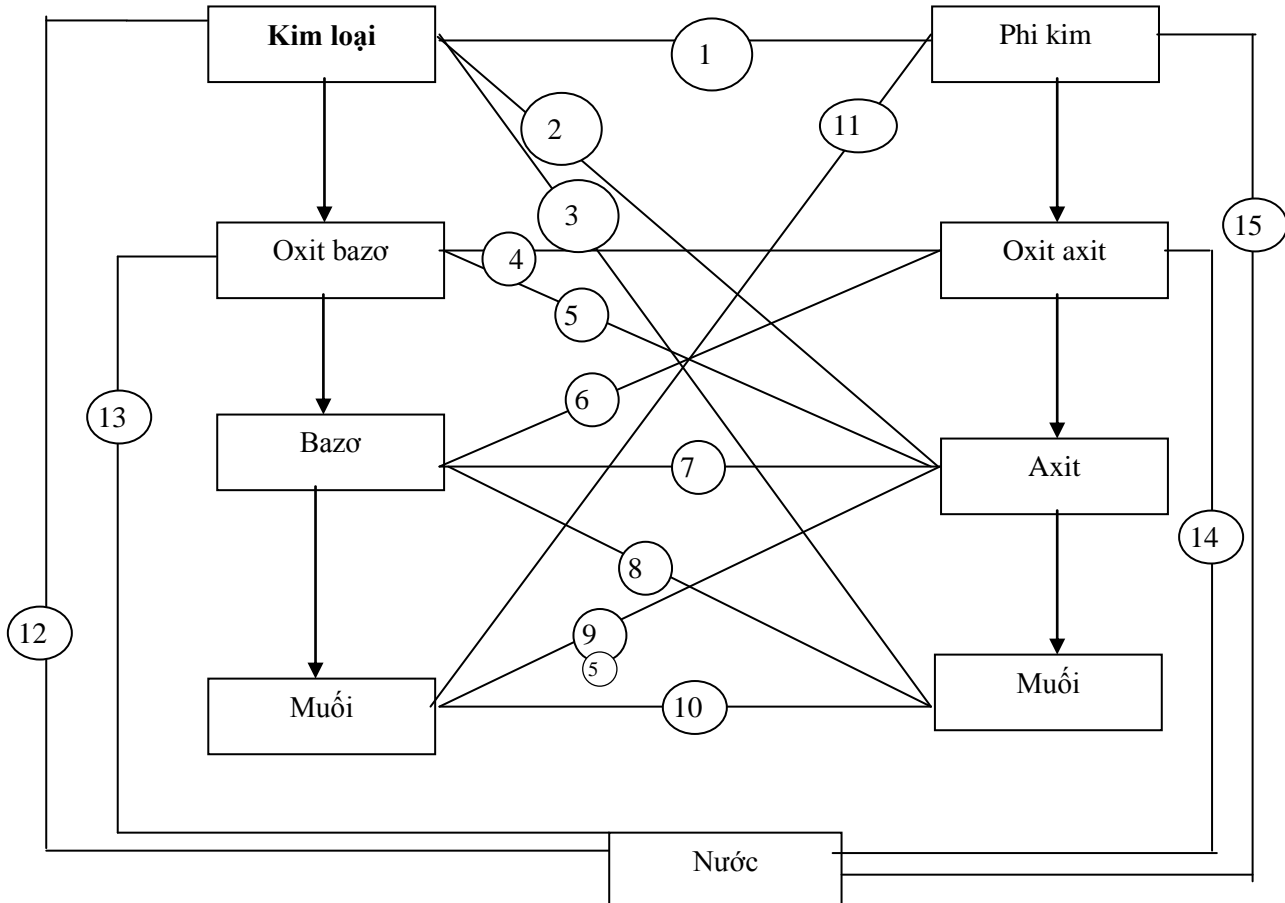 Kim loại
Phi kim
1
2
11
3
15
Oxit bazơ
4
Oxit axit
5
6
13
Bazơ
7
Axit
14
8
12
9
5
Muối
10
Muối
Nước